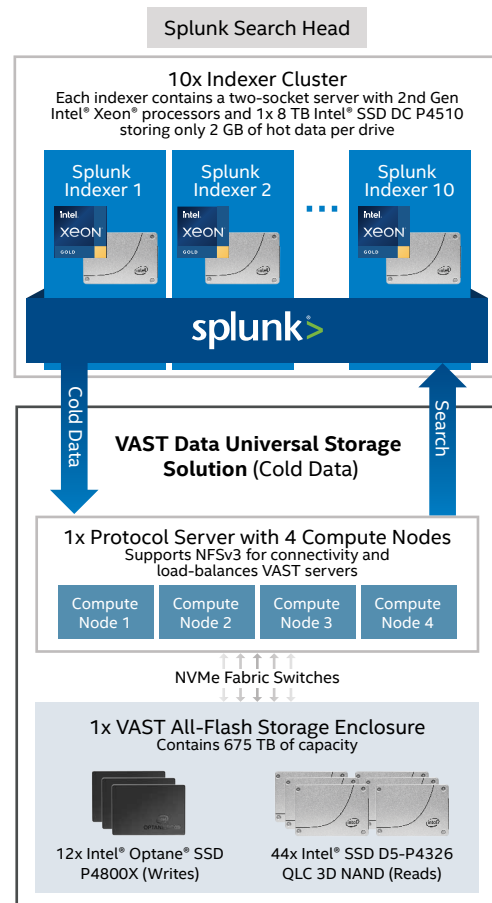 Splunk Search Head
10x Indexer Cluster
Each indexer contains a two-socket server with 2nd Gen
Intel® Xeon® processors and 1x 8 TB Intel® SSD DC P4510
storing only 2 GB of hot data per drive
Splunk
Indexer 1
Splunk
Indexer 2
...
Splunk
Indexer 10
intel.
XEON
GOLD
intel.
XEON
GOLD
intel.
XEON
GOLD
splunk®>
Cold Data
Search
VAST Data Universal Storage
Solution (Cold Data)
1x Protocol Server with 4 Compute Nodes
Supports NFSv3 for connectivity and
load-balances VAST servers
Compute
Node 1
Compute
Node 2
Compute
Node 3
Compute
Node 4
NVMe Fabric Switches
1x VAST All-Flash Storage Enclosure
Contains 675 TB of capacity
12x Intel® Optane® SSD
P4800X (Writes)
44x Intel® SSD D5-P4326
QLC 3D NAND (Reads)